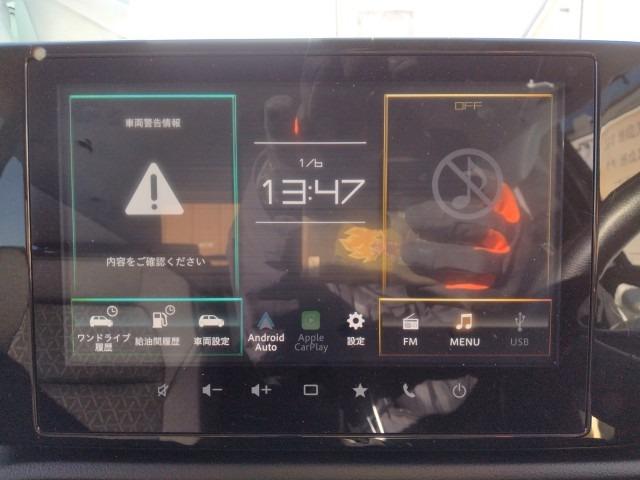 車両警告情報
内容をご確認ください
1/6
13:47
OFF
ワンドライブ
履歴
給油間履歴
車両設定
Android
Auto
Apple
CarPlay
設定
FM
MENU
USB